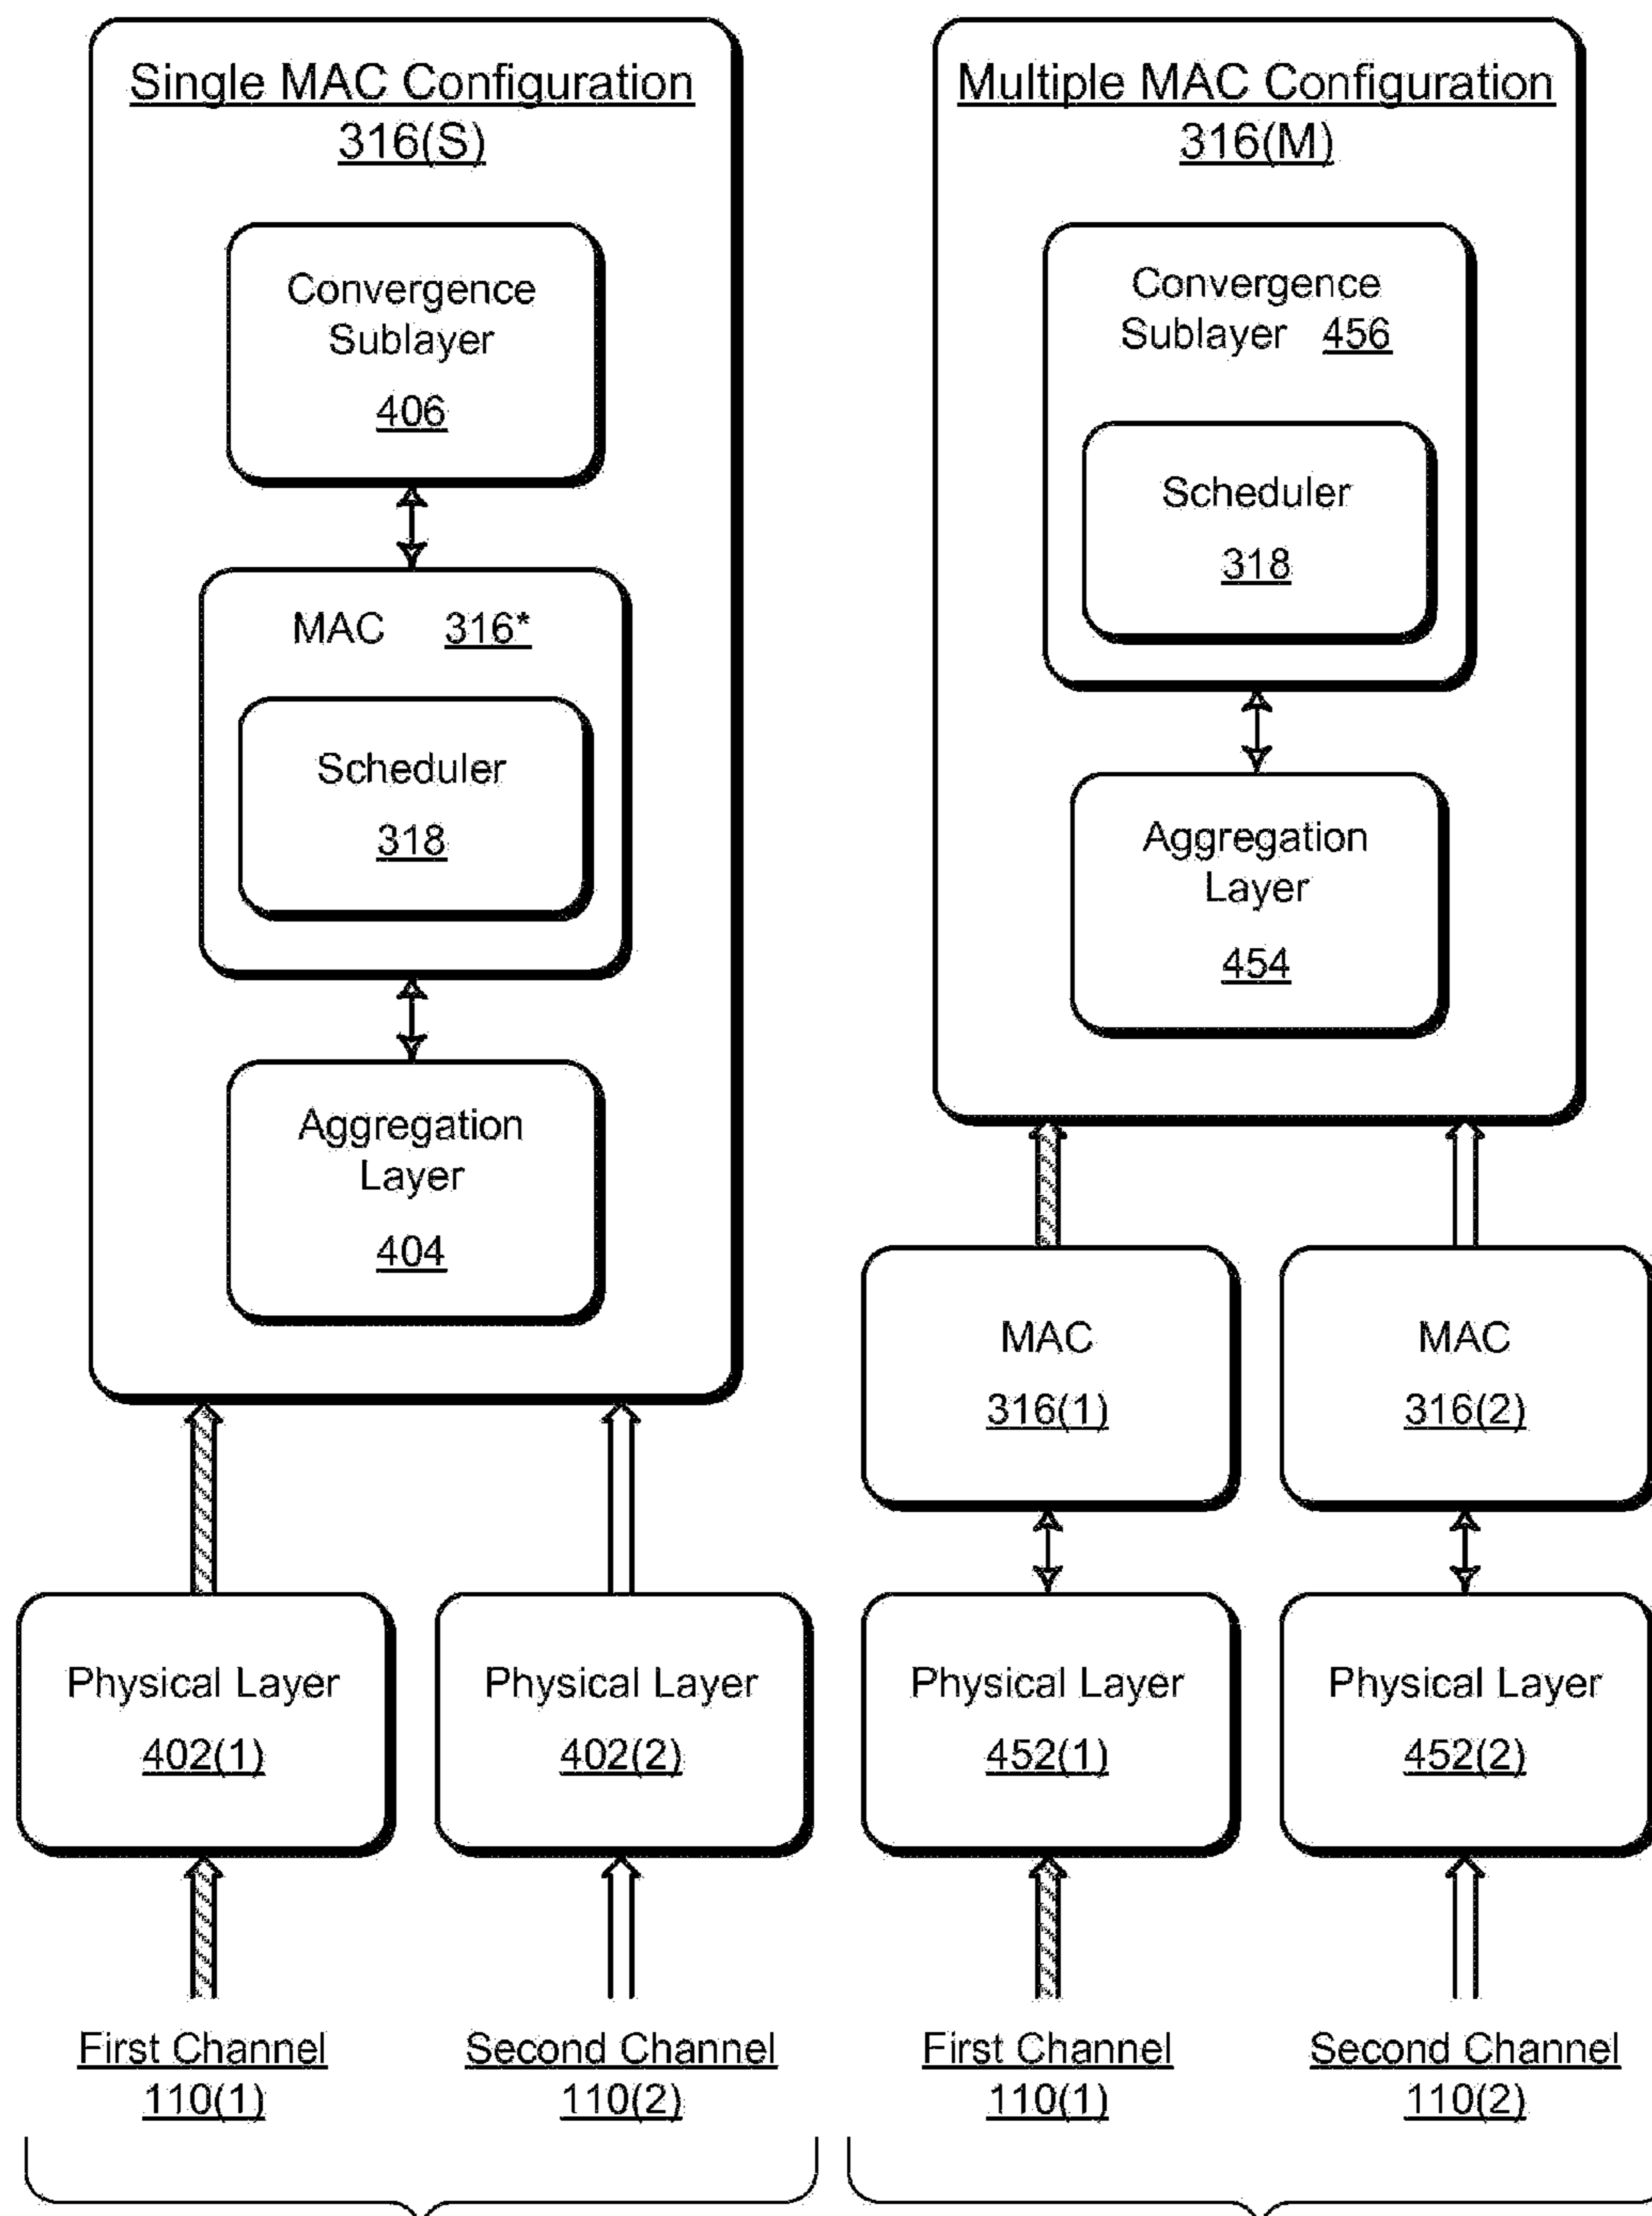 Single MAC Configuration
316(S)
Convergence
Sublayer
406
MAC 316*
Scheduler
318
Aggregation
Layer
404
Physical Layer
402(1)
Physical Layer
402(2)
First Channel
110(1)
Second Channel
110(2)
Multiple MAC Configuration
316(M)
Convergence
Sublayer 456
Scheduler
318
Aggregation
Layer
454
MAC
316(1)
MAC
316(2)
Physical Layer
452(1)
Physical Layer
452(2)
First Channel
110(1)
Second Channel
110(2)